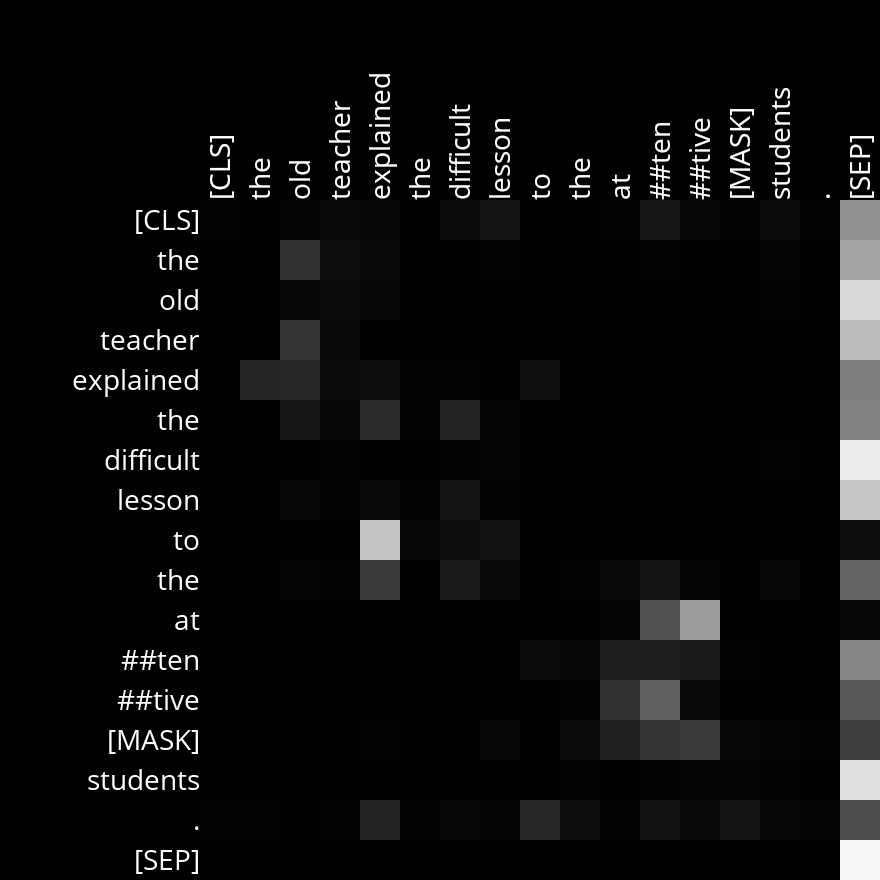 [CLS] the old teacher explained the difficult lesson to the at ##ten ##tive [MASK] students . [SEP]
[CLS]
the
old
teacher
explained
the
difficult
lesson
to
the
at
##ten
##tive
[MASK]
students
.
[SEP]